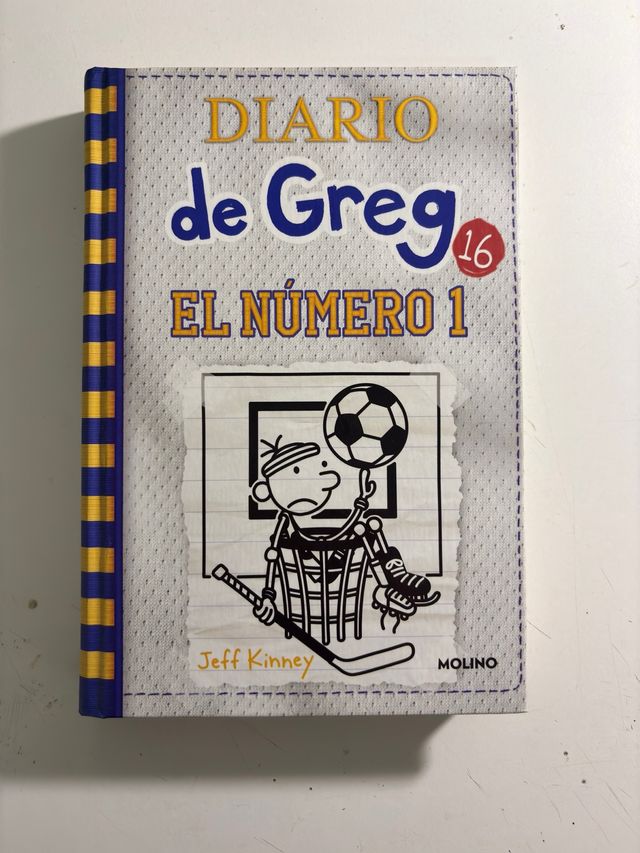 DIARIO
de Greg
16
EL NÚMERO 1
Jeff Kinney
MOLINO